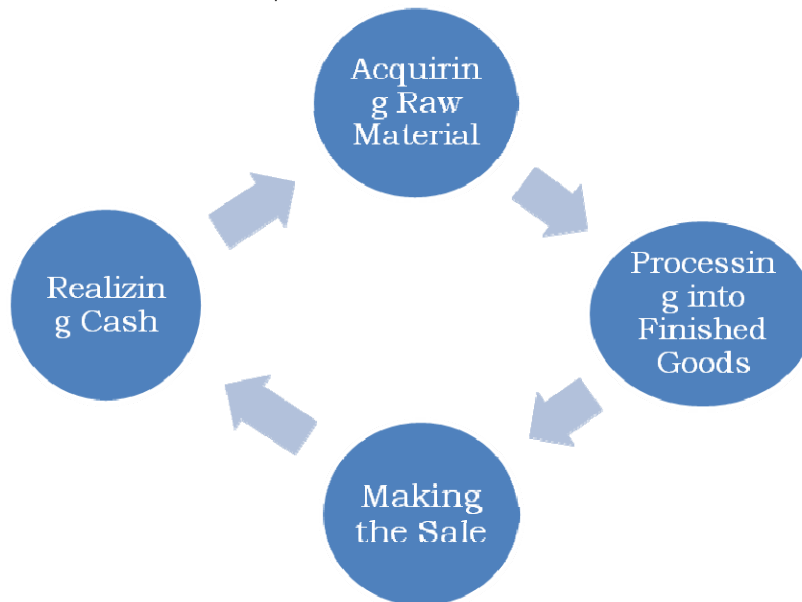 Acquirin
g Raw
Material
Processin
g into
Finished
Goods
Making
the Sale
Realizin
g Cash